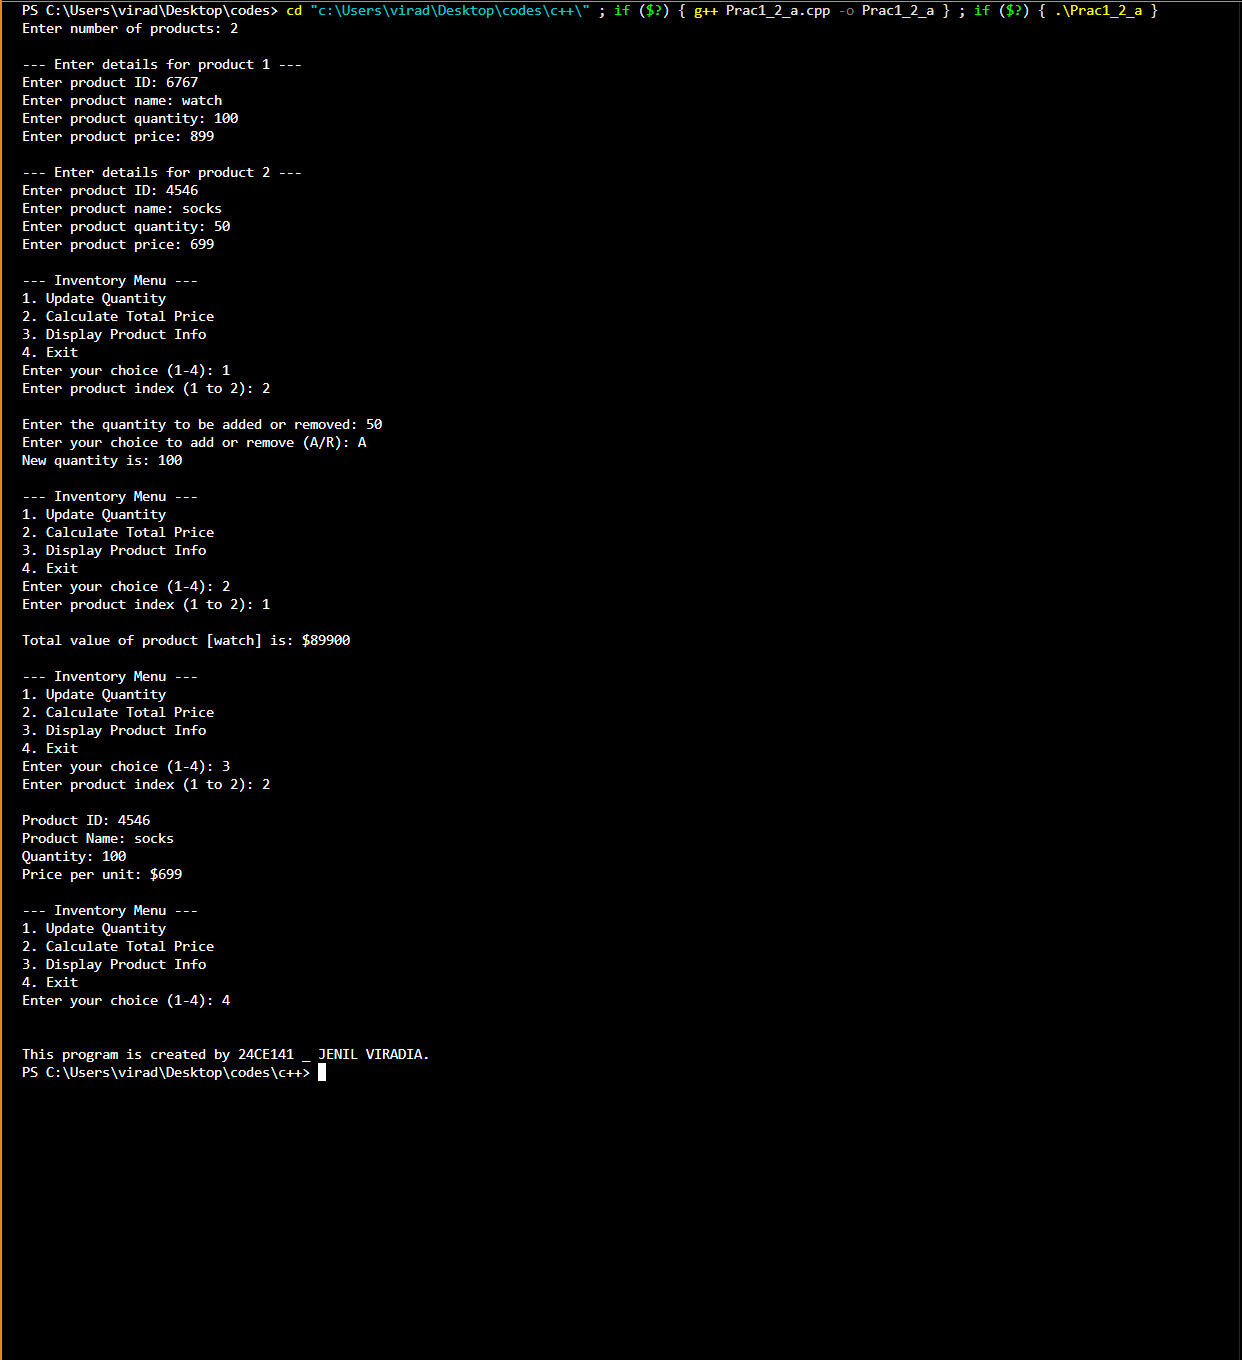 PS C:\Users\virad\Desktop\codes> cd "c:\Users\virad\Desktop\codes\c++\" ; if ($?) { g++ Prac1_2_a.cpp -o Prac1_2_a } ; if ($?) { .\Prac1_2_a }
Enter number of products: 2
--- Enter details for product 1 ---
Enter product ID: 6767
Enter product name: watch
Enter product quantity: 100
Enter product price: 899
--- Enter details for product 2 ---
Enter product ID: 4546
Enter product name: socks
Enter product quantity: 50
Enter product price: 699
--- Inventory Menu ---
1. Update Quantity
2. Calculate Total Price
3. Display Product Info
4. Exit
Enter your choice (1-4): 1
Enter product index (1 to 2): 2
Enter the quantity to be added or removed: 50
Enter your choice to add or remove (A/R): A
New quantity is: 100
--- Inventory Menu ---
1. Update Quantity
2. Calculate Total Price
3. Display Product Info
4. Exit
Enter your choice (1-4): 2
Enter product index (1 to 2): 1
Total value of product [watch] is: $89900
--- Inventory Menu ---
1. Update Quantity
2. Calculate Total Price
3. Display Product Info
4. Exit
Enter your choice (1-4): 3
Enter product index (1 to 2): 2
Product ID: 4546
Product Name: socks
Quantity: 100
Price per unit: $699
--- Inventory Menu ---
1. Update Quantity
2. Calculate Total Price
3. Display Product Info
4. Exit
Enter your choice (1-4): 4
This program is created by 24CE141 _ JENIL VIRADIA.
PS C:\Users\virad\Desktop\codes\c++>